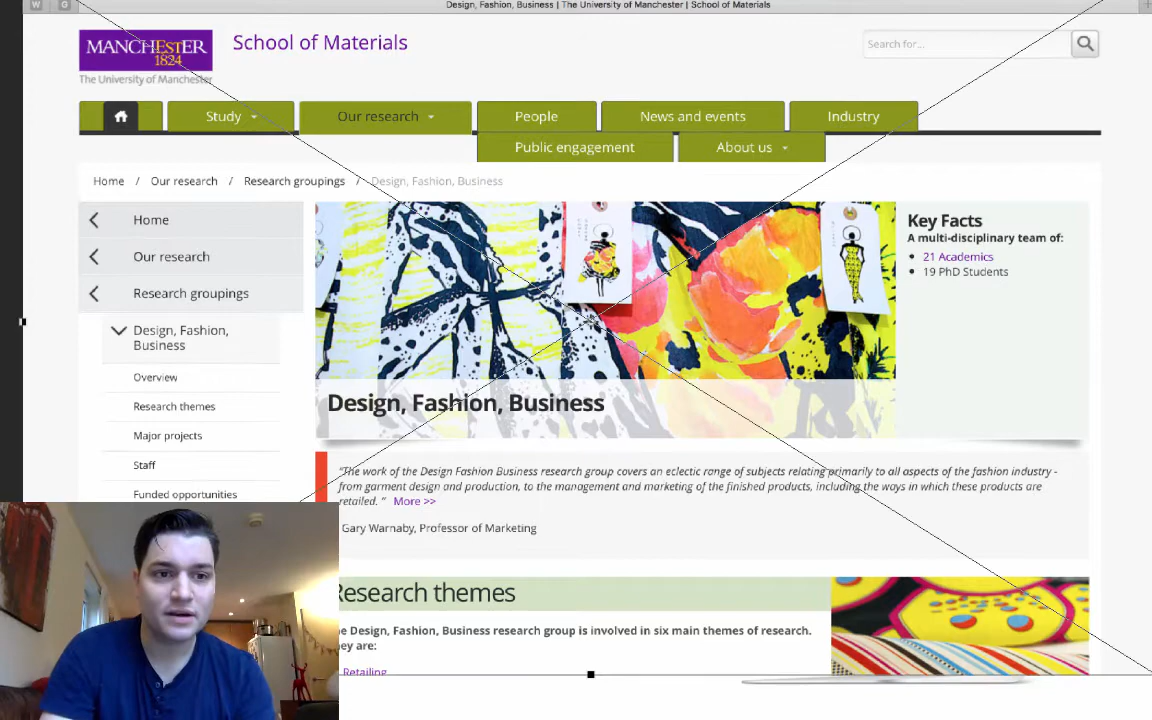 W G Design, Fashion, Business | The University of Manchester | School of Materials
MANCHESTER
1824
The University of Manchester
School of Materials
Search for...
Study
Our research
People
News and events
Industry
Public engagement
About us
Home / Our research / Research groupings / Design, Fashion, Business
Home
Our research
Research groupings
Design, Fashion,
Business
Overview
Research themes
Major projects
Staff
Funded opportunities
Design, Fashion, Business
Key Facts
A multi-disciplinary team of:
21 Academics
19 PhD Students
"The work of the Design Fashion Business research group covers an eclectic range of subjects relating primarily to all aspects of the fashion industry -
from garment design and production, to the management and marketing of the finished products, including the ways in which these products are
retailed. " More >>
Gary Warnaby, Professor of Marketing
Research themes
he Design, Fashion, Business research group is involved in six main themes of research.
ey are:
Retailing